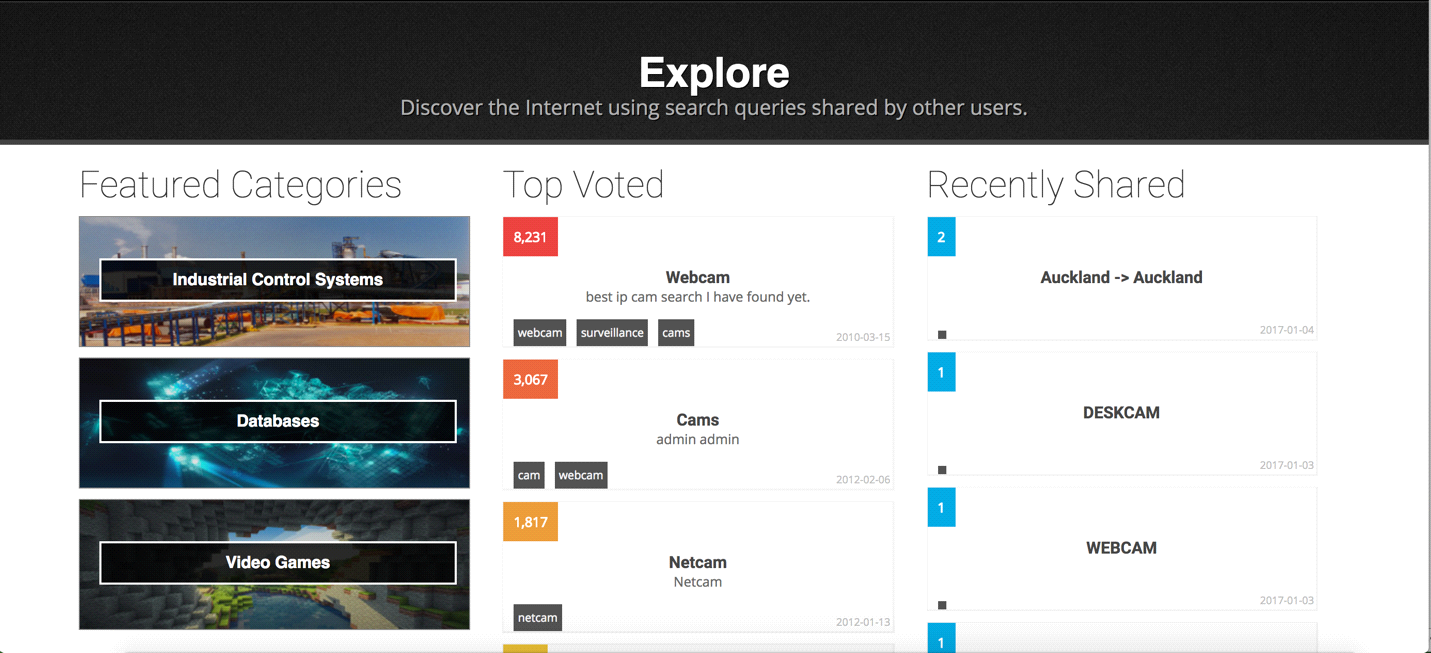 Explore
Discover the Internet using search queries shared by other users.
Featured Categories
Industrial Control Systems
Databases
Video Games
Top Voted
8,231
Webcam
best ip cam search I have found yet.
webcam surveillance cams
2010-03-15
3,067
Cams
admin admin
cam webcam
2012-02-06
1,817
Netcam
Netcam
netcam
2012-01-13
Recently Shared
2
Auckland -> Auckland
2017-01-04
1
DESKCAM
2017-01-03
1
WEBCAM
2017-01-03
1